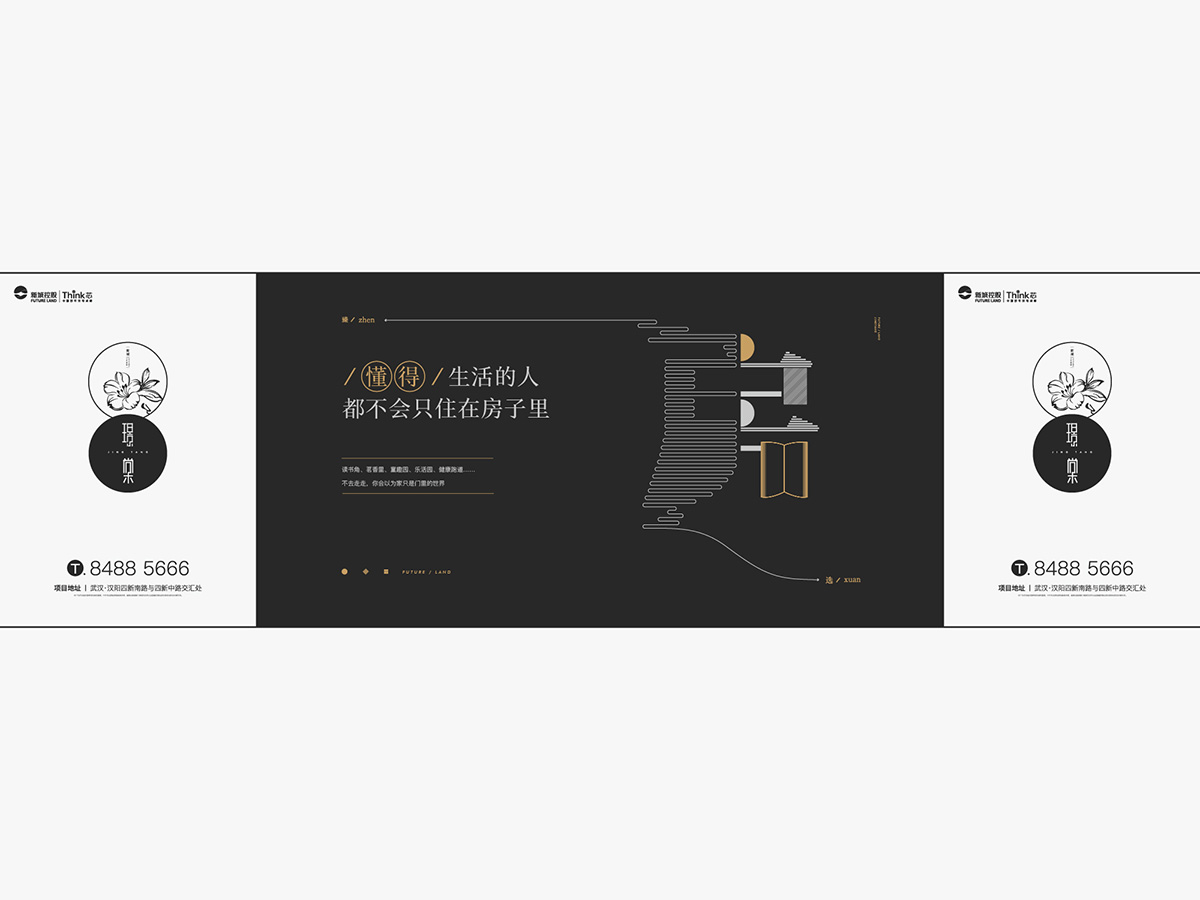 新城控股
FUTURE LAND
Think芯
璟
JING TANG
棠
T. 8488 5666
项目地址 | 武汉·汉阳四新南路与四新中路交汇处
臻 / zhen
/ 懂得 / 生活的人
都不会只住在房子里
读书角、茗香里、童趣园、乐活园、健康跑道……
不去走走，你会以为家只是门里的世界
FUTURE / LAND
选 / xuan
新城控股
FUTURE LAND
Think芯
璟
JING TANG
棠
T. 8488 5666
项目地址 | 武汉·汉阳四新南路与四新中路交汇处